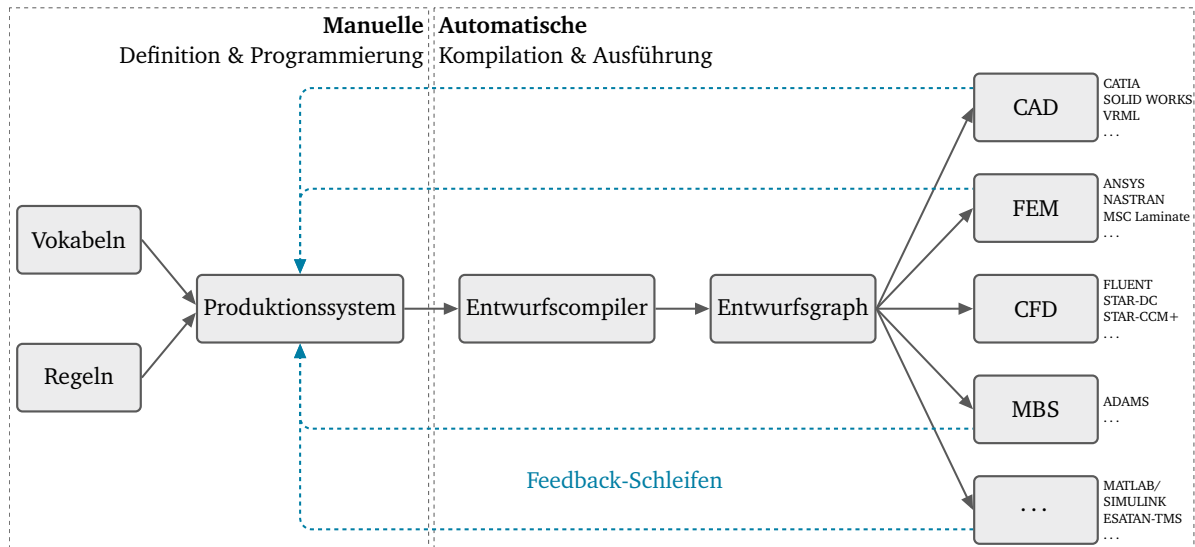 Manuelle
Definition & Programmierung
Automatische
Kompilation & Ausführung
Vokabeln
Regeln
Produktionssystem
Entwurfscompiler
Entwurfsgraph
CAD
CATIA
SOLID WORKS
VRML
...
FEM
ANSYS
NASTRAN
MSC Laminate
...
CFD
FLUENT
STAR-DC
STAR-CCM+
...
MBS
ADAMS
...
...
MATLAB/
SIMULINK
ESATAN-TMS
...
Feedback-Schleifen